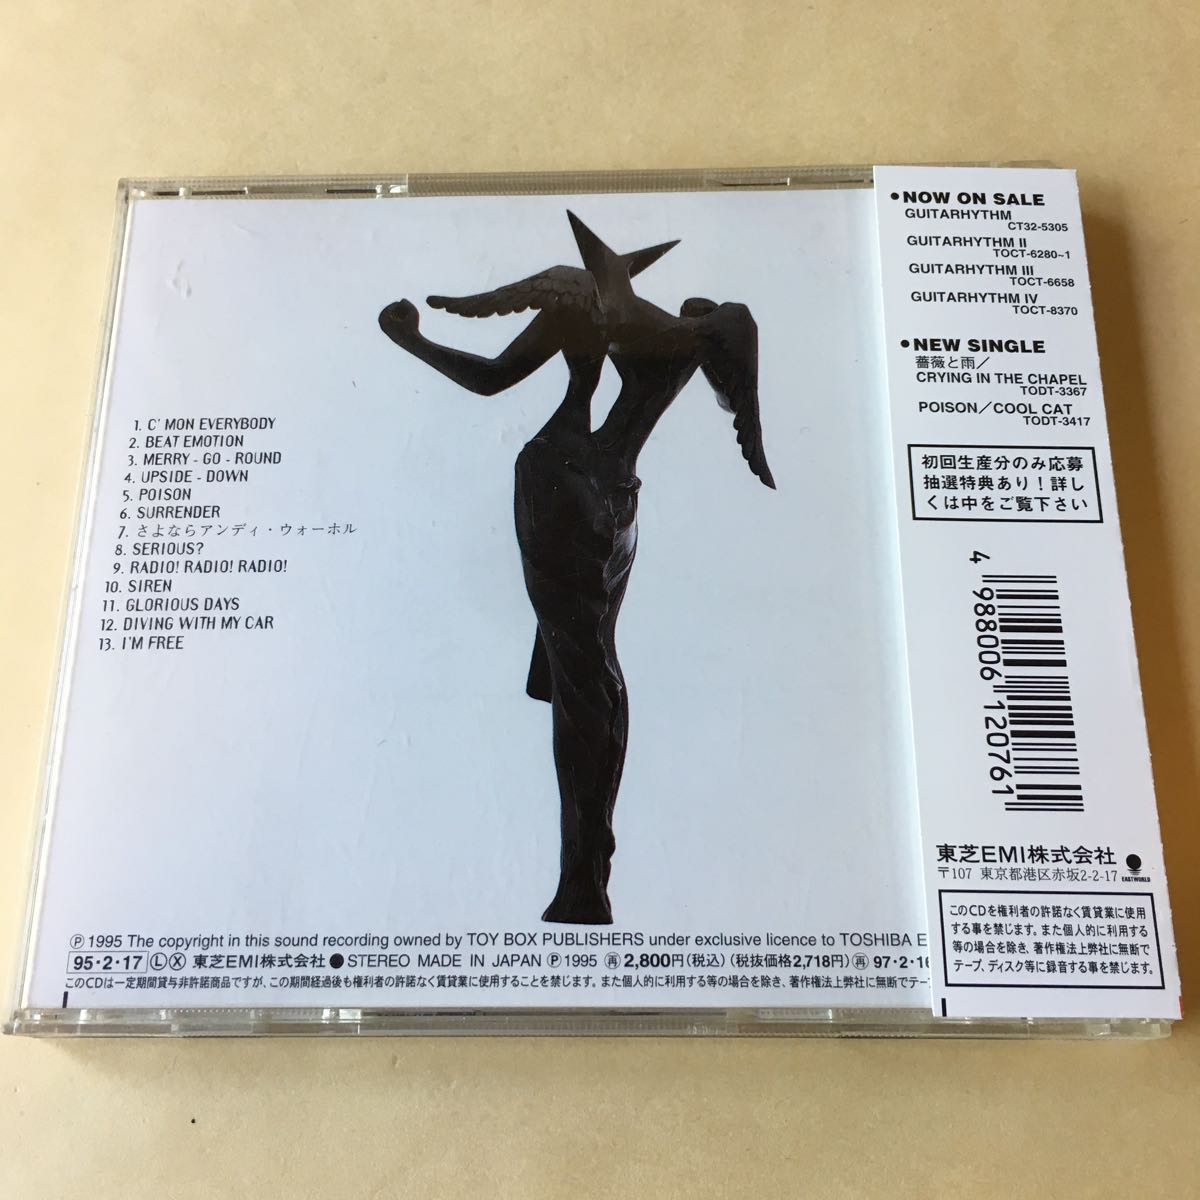 1. C' MON EVERYBODY
2. BEAT EMOTION
3. MERRY - GO - ROUND
4. UPSIDE - DOWN
5. POISON
6. SURRENDER
7. さよならアンディ・ウォーホル
8. SERIOUS?
9. RADIO! RADIO! RADIO!
10. SIREN
11. GLORIOUS DAYS
12. DIVING WITH MY CAR
13. I'M FREE
Ⓟ 1995 The copyright in this sound recording owned by TOY BOX PUBLISHERS under exclusive licence to TOSHIBA E
95・2・17 Ⓛ Ⓧ 東芝EMI株式会社 ●STEREO MADE IN JAPAN Ⓟ 1995 ㊢ 2,800円(税込) (税抜価格2,718円) ㊢ 97・2・16
このCDは一定期間貸与非許諾商品ですが、この期間経過後も権利者の許諾なく賃貸業に使用することを禁じます。また個人的に利用する等の場合を除き、著作権法上弊社に無断でテー
●NOW ON SALE
GUITARHYTHM
CT32-5305
GUITARHYTHM II
TOCT-6280~1
GUITARHYTHM III
TOCT-6658
GUITARHYTHM IV
TOCT-8370
●NEW SINGLE
薔薇と雨／
CRYING IN THE CHAPEL
TODT-3367
POISON／COOL CAT
TODT-3417
初回生産分のみ応募
抽選特典あり！詳し
くは中をご覧下さい
4 988006 120761
東芝EMI株式会社
〒107 東京都港区赤坂2-2-17
EASTWORLD
このCDを権利者の許諾なく賃貸業に使用
する事を禁じます。また個人的に利用する
等の場合を除き、著作権法上弊社に無断で
テープ、ディスク等に録音する事を禁じます。